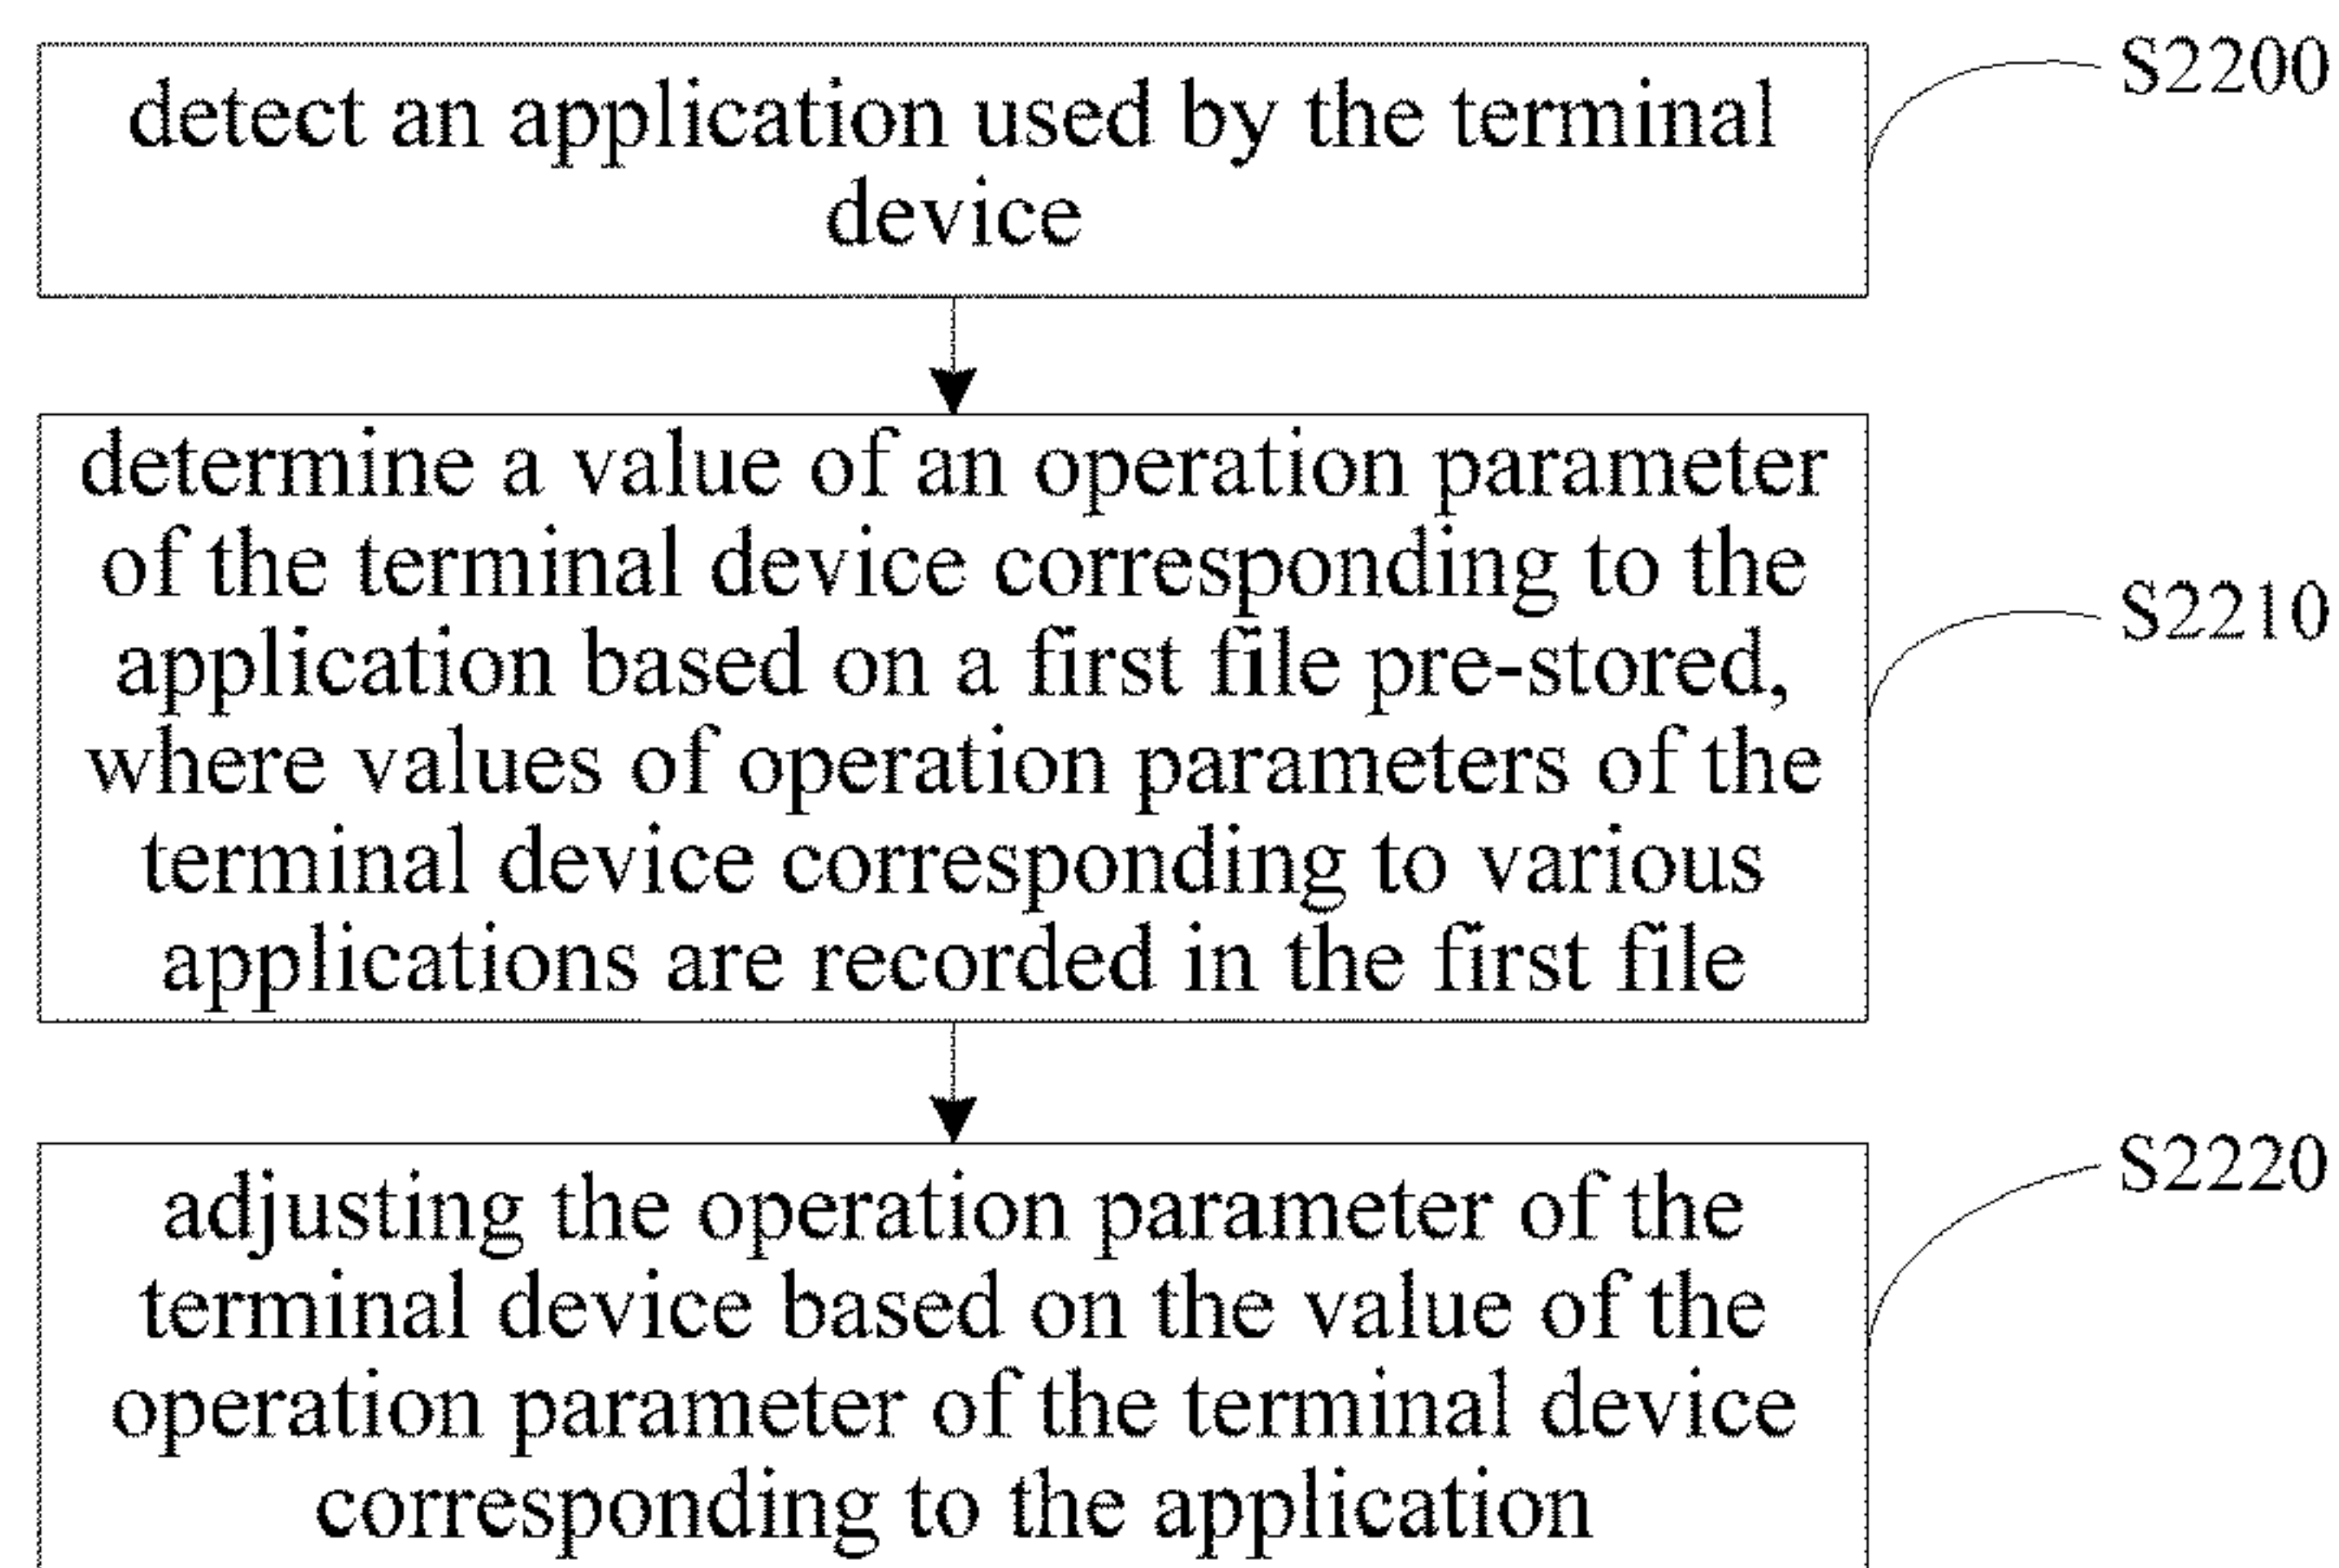 detect an application used by the terminal
device
S2200
determine a value of an operation parameter
of the terminal device corresponding to the
application based on a first file pre-stored,
where values of operation parameters of the
terminal device corresponding to various
applications are recorded in the first file
S2210
adjusting the operation parameter of the
terminal device based on the value of the
operation parameter of the terminal device
corresponding to the application
S2220